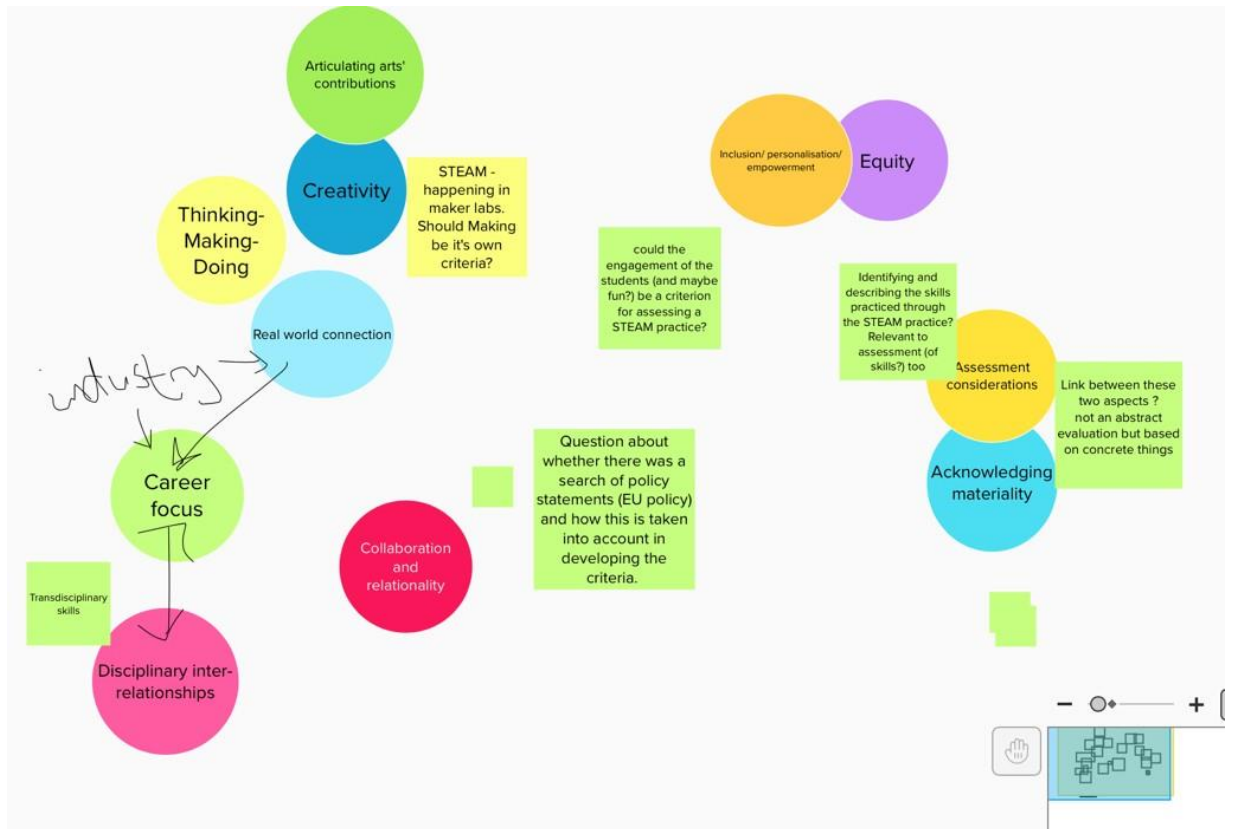 Articulating arts'
contributions
Creativity
STEAM -
happening in
maker labs.
Should Making
be it's own
criteria?
Thinking-
Making-
Doing
Real world connection
industry
Career
focus
Transdisciplinary
skills
Disciplinary inter-
relationships
Collaboration
and
relationality
Question about
whether there was a
search of policy
statements (EU policy)
and how this is taken
into account in
developing the
criteria.
Inclusion/ personalisation/
empowerment
Equity
could the
engagement of the
students (and maybe
fun?) be a criterion
for assessing a
STEAM practice?
Identifying and
describing the skills
practiced through
the STEAM practice?
Relevant to
assessment (of
skills?) too
Assessment
considerations
Link between these
two aspects ?
not an abstract
evaluation but based
on concrete things
Acknowledging
materiality